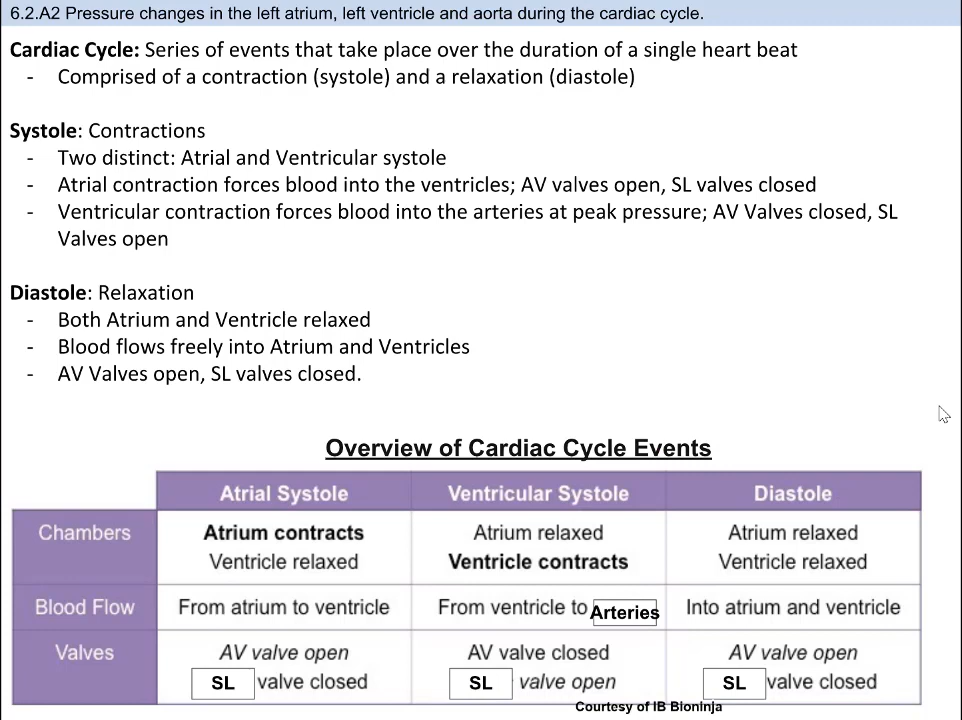 6.2.A2 Pressure changes in the left atrium, left ventricle and aorta during the cardiac cycle.
Cardiac Cycle: Series of events that take place over the duration of a single heart beat
- Comprised of a contraction (systole) and a relaxation (diastole)
Systole: Contractions
- Two distinct: Atrial and Ventricular systole
- Atrial contraction forces blood into the ventricles; AV valves open, SL valves closed
- Ventricular contraction forces blood into the arteries at peak pressure; AV Valves closed, SL
Valves open
Diastole: Relaxation
- Both Atrium and Ventricle relaxed
- Blood flows freely into Atrium and Ventricles
- AV Valves open, SL valves closed.
Overview of Cardiac Cycle Events
Atrial Systole Ventricular Systole Diastole
Chambers Atrium contracts Atrium relaxed Atrium relaxed
Ventricle relaxed Ventricle contracts Ventricle relaxed
Blood Flow From atrium to ventricle From ventricle to Arteries Into atrium and ventricle
Valves AV valve open AV valve closed AV valve open
SL valve closed SL valve open SL valve closed
Courtesy of IB Bioninja